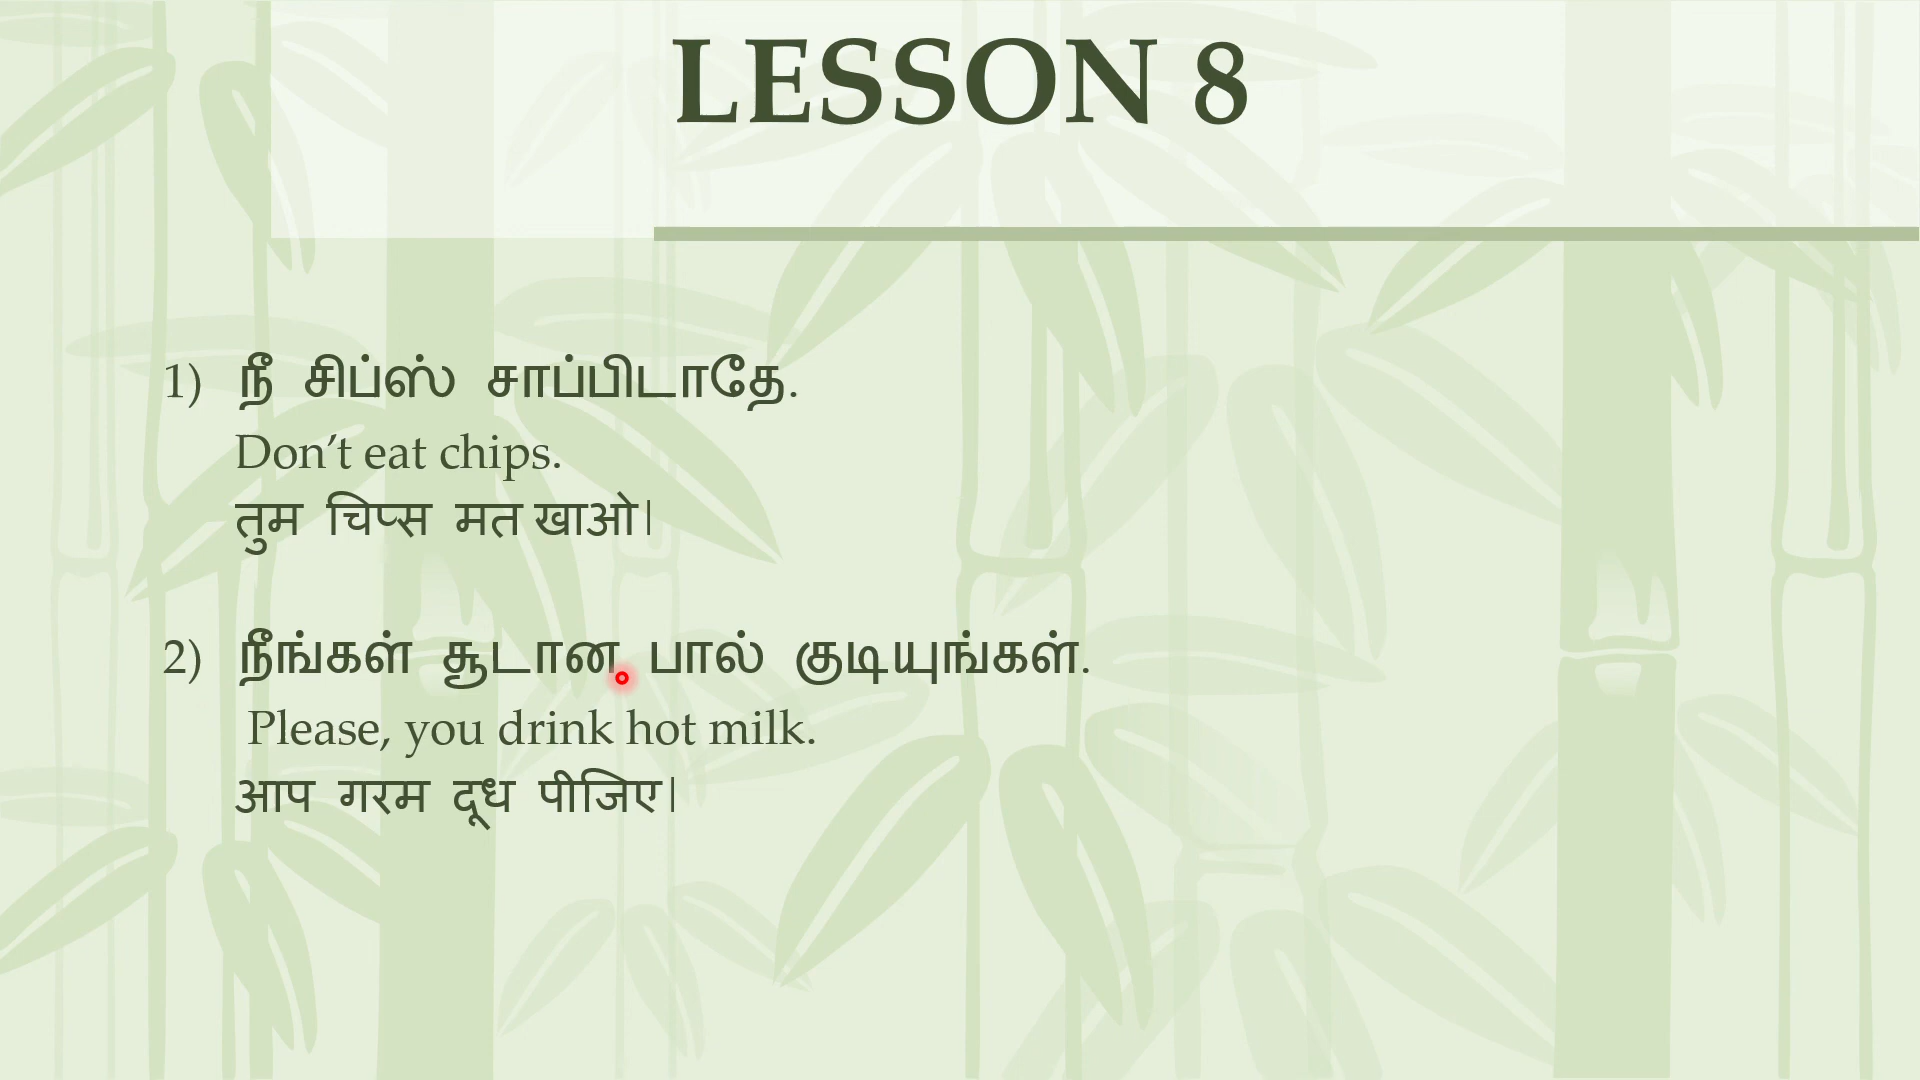 LESSON 8
1) நீ சிப்ஸ் சாப்பிடாதே.
Don’t eat chips.
तुम चिप्स मत खाओ।
2) நீங்கள் சூடான பால் குடியுங்கள்.
Please, you drink hot milk.
आप गरम दूध पीजिए।